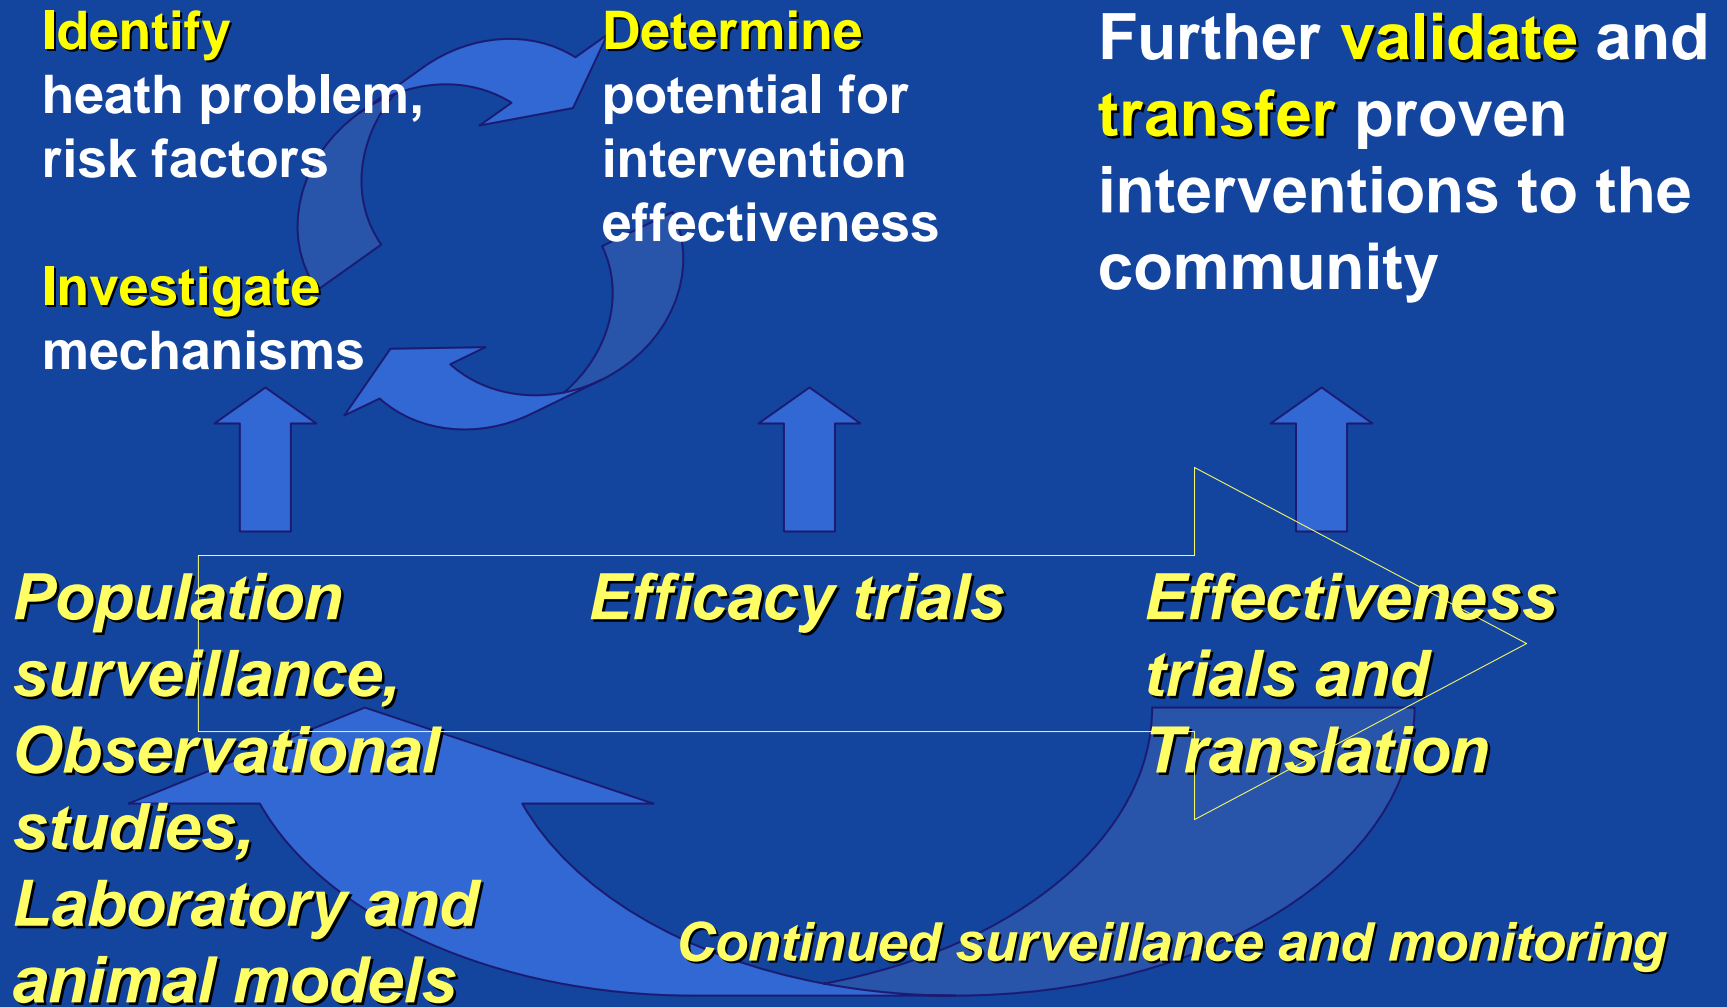 Identify
heath problem,
risk factors
Investigate
mechanisms
Determine
potential for
intervention
effectiveness
Further validate and
transfer proven
interventions to the
community
Population
surveillance,
Observational
studies,
Laboratory and
animal models
Efficacy trials
Effectiveness
trials and
Translation
Continued surveillance and monitoring